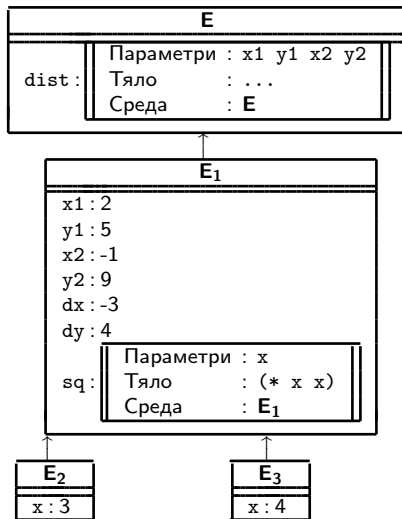 E
Параметри : x1 y1 x2 y2
dist : Тяло : ...
Среда : E
E₁
x1 : 2
y1 : 5
x2 : -1
y2 : 9
dx : -3
dy : 4
Параметри : x
sq : Тяло : (* x x)
Среда : E₁
E₂ E₃
x : 3 x : 4